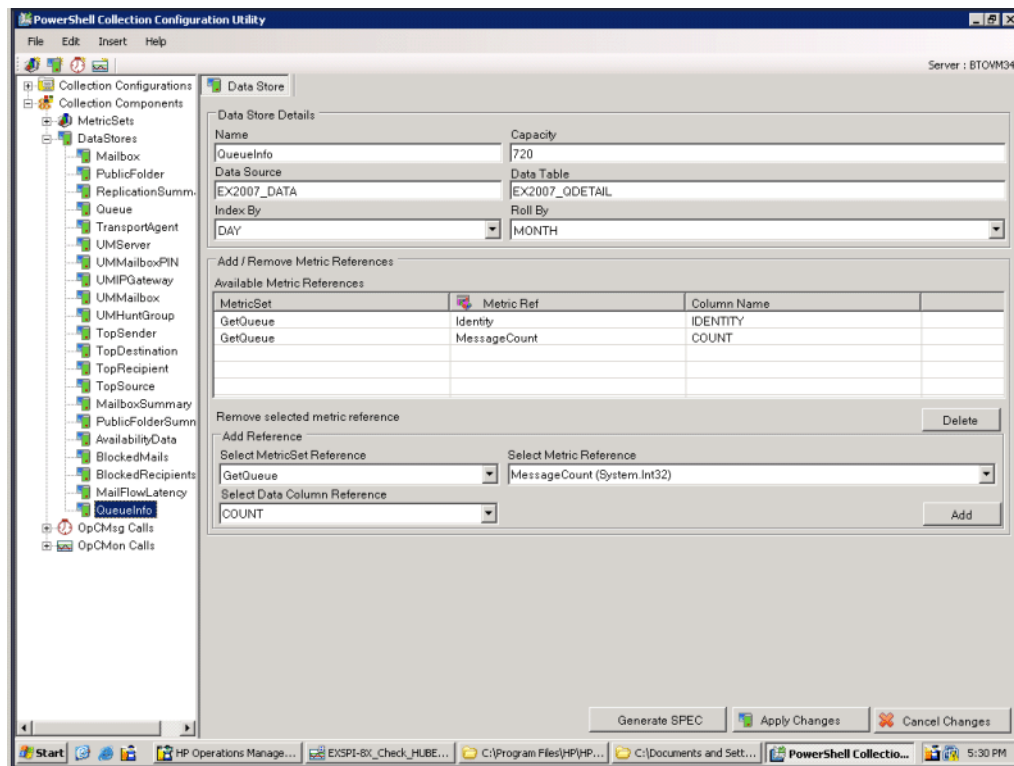 PowerShell Collection Configuration Utility
File Edit Insert Help
Server : BTOVM34
Collection Configurations
Collection Components
MetricSets
DataStores
Mailbox
PublicFolder
ReplicationSumm
Queue
TransportAgent
UMServer
UMMailboxPIN
UMIPGateway
UMMailbox
UMHuntGroup
TopSender
TopDestination
TopRecipient
TopSource
MailboxSummary
PublicFolderSumn
AvailabilityData
BlockedMails
BlockedRecipients
MailFlowLatency
QueueInfo
OpCMsg Calls
OpCMon Calls
Data Store
Data Store Details
Name Capacity
QueueInfo 720
Data Source Data Table
EX2007_DATA EX2007_QDETAIL
Index By Roll By
DAY MONTH
Add / Remove Metric References
Available Metric References
MetricSet Metric Ref Column Name
GetQueue Identity IDENTITY
GetQueue MessageCount COUNT
Remove selected metric reference Delete
Add Reference
Select MetricSet Reference Select Metric Reference
GetQueue MessageCount (System.Int32)
Select Data Column Reference
COUNT Add
Generate SPEC Apply Changes Cancel Changes
Start HP Operations Manage... EXSPI-8X_Check_HUBE... C:\Program Files\HP\HP... C:\Documents and Sett... PowerShell Collectio... 5:30 PM